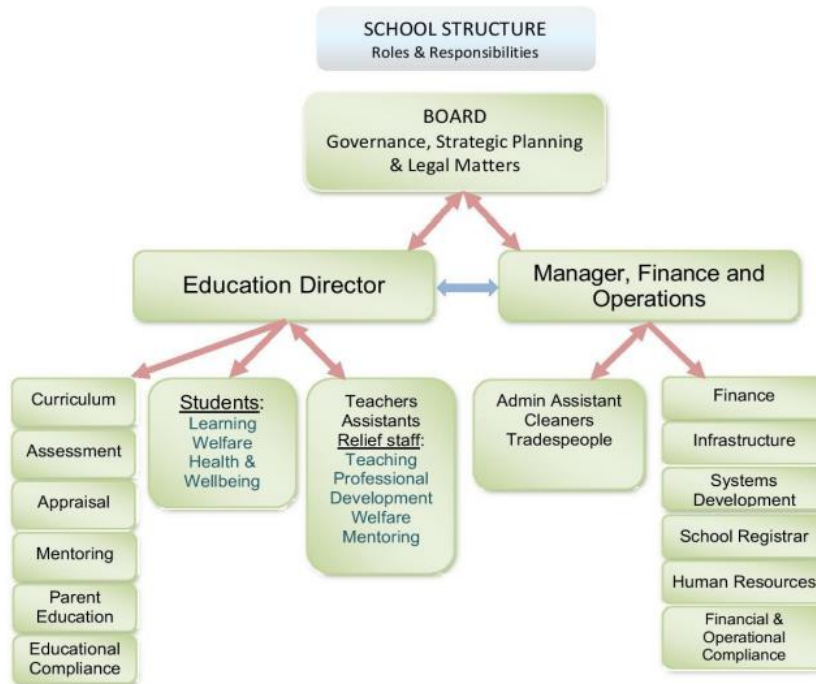 SCHOOL STRUCTURE
Roles & Responsibilities
BOARD
Governance, Strategic Planning
& Legal Matters
Education Director
Manager, Finance and
Operations
Curriculum
Assessment
Appraisal
Mentoring
Parent
Education
Educational
Compliance
Students:
Learning
Welfare
Health &
Wellbeing
Teachers
Assistants
Relief staff:
Teaching
Professional
Development
Welfare
Mentoring
Admin Assistant
Cleaners
Tradespeople
Finance
Infrastructure
Systems
Development
School Registrar
Human Resources
Financial &
Operational
Compliance